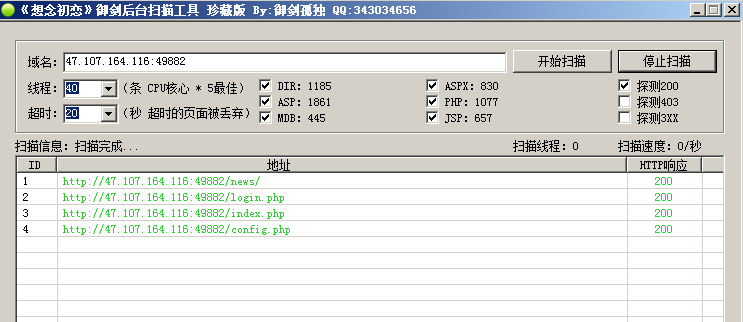 《想念初恋》御剑后台扫描工具 珍藏版 By:御剑孤独 QQ:343034656
域名: 47.107.164.116:49882 开始扫描 停止扫描
线程: 40 (条 CPU核心 * 5最佳) DIR: 1185 ASPX: 830 探测200
超时: 20 (秒 超时的页面被丢弃) ASP: 1861 PHP: 1077 探测403
MDB: 445 JSP: 657 探测3XX
扫描信息: 扫描完成... 扫描线程: 0 扫描速度: 0/秒
ID 地址 HTTP响应
1 http://47.107.164.116:49882/news/ 200
2 http://47.107.164.116:49882/login.php 200
3 http://47.107.164.116:49882/index.php 200
4 http://47.107.164.116:49882/config.php 200